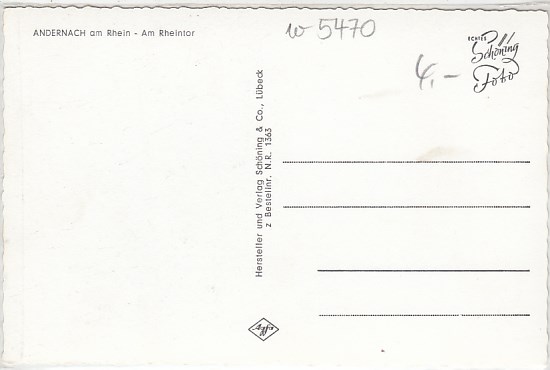 ANDERNACH am Rhein - Am Rheintor
w 5470
ECHTES
Schöning
Foto
4,-
Hersteller und Verlag Schöning & Co., Lübeck
z Bestellnr. N.R. 1363
Agfa